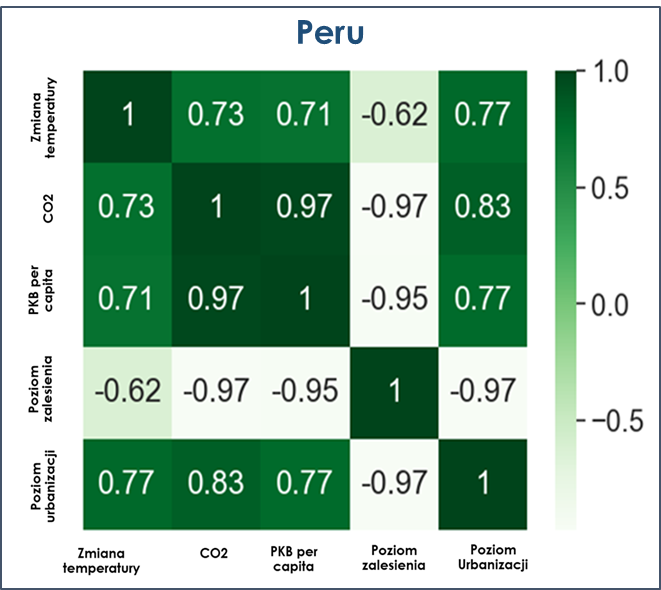 Peru
Zmiana
temperatury
1 0.73 0.71 -0.62 0.77
CO2
0.73 1 0.97 -0.97 0.83
PKB per
capita
0.71 0.97 1 -0.95 0.77
Poziom
zalesienia
-0.62 -0.97 -0.95 1 -0.97
Poziom
urbanizacji
0.77 0.83 0.77 -0.97 1
Zmiana
temperatury
CO2
PKB per
capita
Poziom
zalesienia
Poziom
Urbanizacji
1.0
0.5
0.0
−0.5